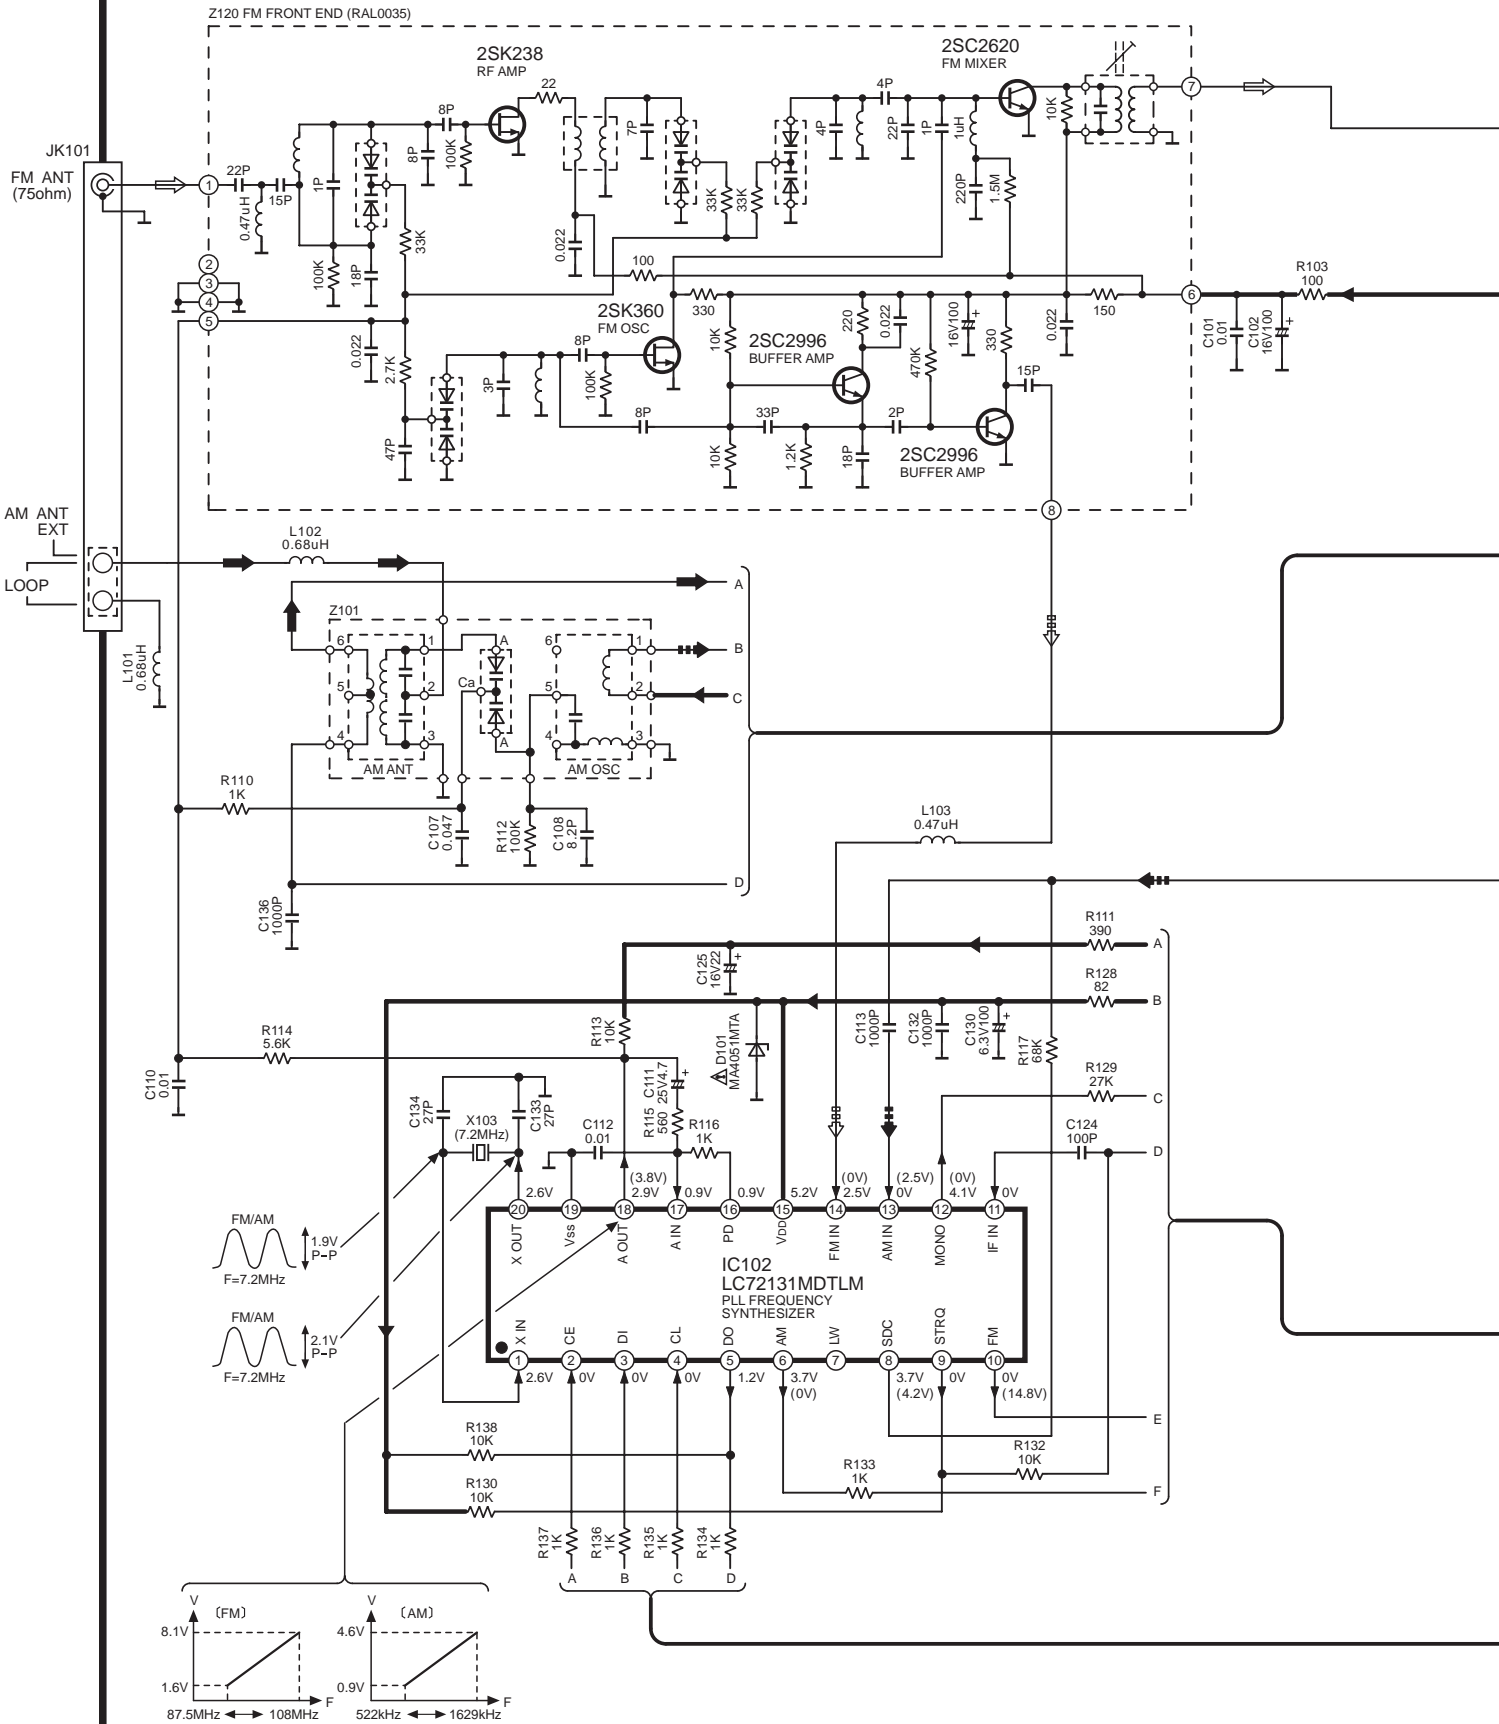 Z120 FM FRONT END (RAL0035)
2SK238
RF AMP
2SC2620
FM MIXER
22
8P
4P
10K
7
JK101
FM ANT
(75ohm)
1
22P
15P
0.47uH
1P
8P
100K
7P
33K
33K
4P
22P
1P
1uH
220P
1.5M
33K
100K
18P
0.022
2
3
4
5
100
2SK360
FM OSC
330
150
6
R103
100
C101
0.01
C102
16V100
+
0.022
2.7K
47P
8P
3P
100K
10K
2SC2996
BUFFER AMP
220
0.022
16V100
+
470K
330
0.022
15P
8P
33P
2P
10K
1.2K
18P
2SC2996
BUFFER AMP
8
AM ANT
EXT
LOOP
L102
0.68uH
L101
0.68uH
Z101
A
B
C
D
6
5
4
1
2
3
AM ANT
A
Ca
A
6
5
4
1
2
3
AM OSC
R110
1K
C107
0.047
R112
100K
C108
8.2P
C136
1000P
L103
0.47uH
R111
390
A
R128
82
B
C125
16V22
+
R113
10K
D101
MA4051MTA
C113
1000P
C132
1000P
C130
6.3V100
+
R117
68K
R129
27K
C
C124
100P
D
R114
5.6K
C110
0.01
C134
27P
X103
(7.2MHz)
C133
27P
C112
0.01
C111
25V4.7
+
R115
560
R116
1K
2.6V
(3.8V)
2.9V
0.9V
0.9V
5.2V
(0V)
2.5V
(2.5V)
0V
(0V)
4.1V
0V
20
19
18
17
16
15
14
13
12
11
X OUT
Vss
A OUT
A IN
PD
VDD
FM IN
AM IN
MONO
IF IN
IC102
LC72131MDTLM
PLL FREQUENCY
SYNTHESIZER
X IN
CE
DI
CL
DO
AM
LW
SDC
STRQ
FM
1
2
3
4
5
6
7
8
9
10
2.6V
0V
0V
0V
1.2V
3.7V
(0V)
3.7V
(4.2V)
0V
0V
(14.8V)
FM/AM
1.9V
P-P
F=7.2MHz
FM/AM
2.1V
P-P
F=7.2MHz
E
R138
10K
R132
10K
R133
1K
F
R130
10K
R137
1K
R136
1K
R135
1K
R134
1K
A
B
C
D
V
(FM)
8.1V
1.6V
F
87.5MHz
108MHz
V
(AM)
4.6V
0.9V
F
522kHz
1629kHz